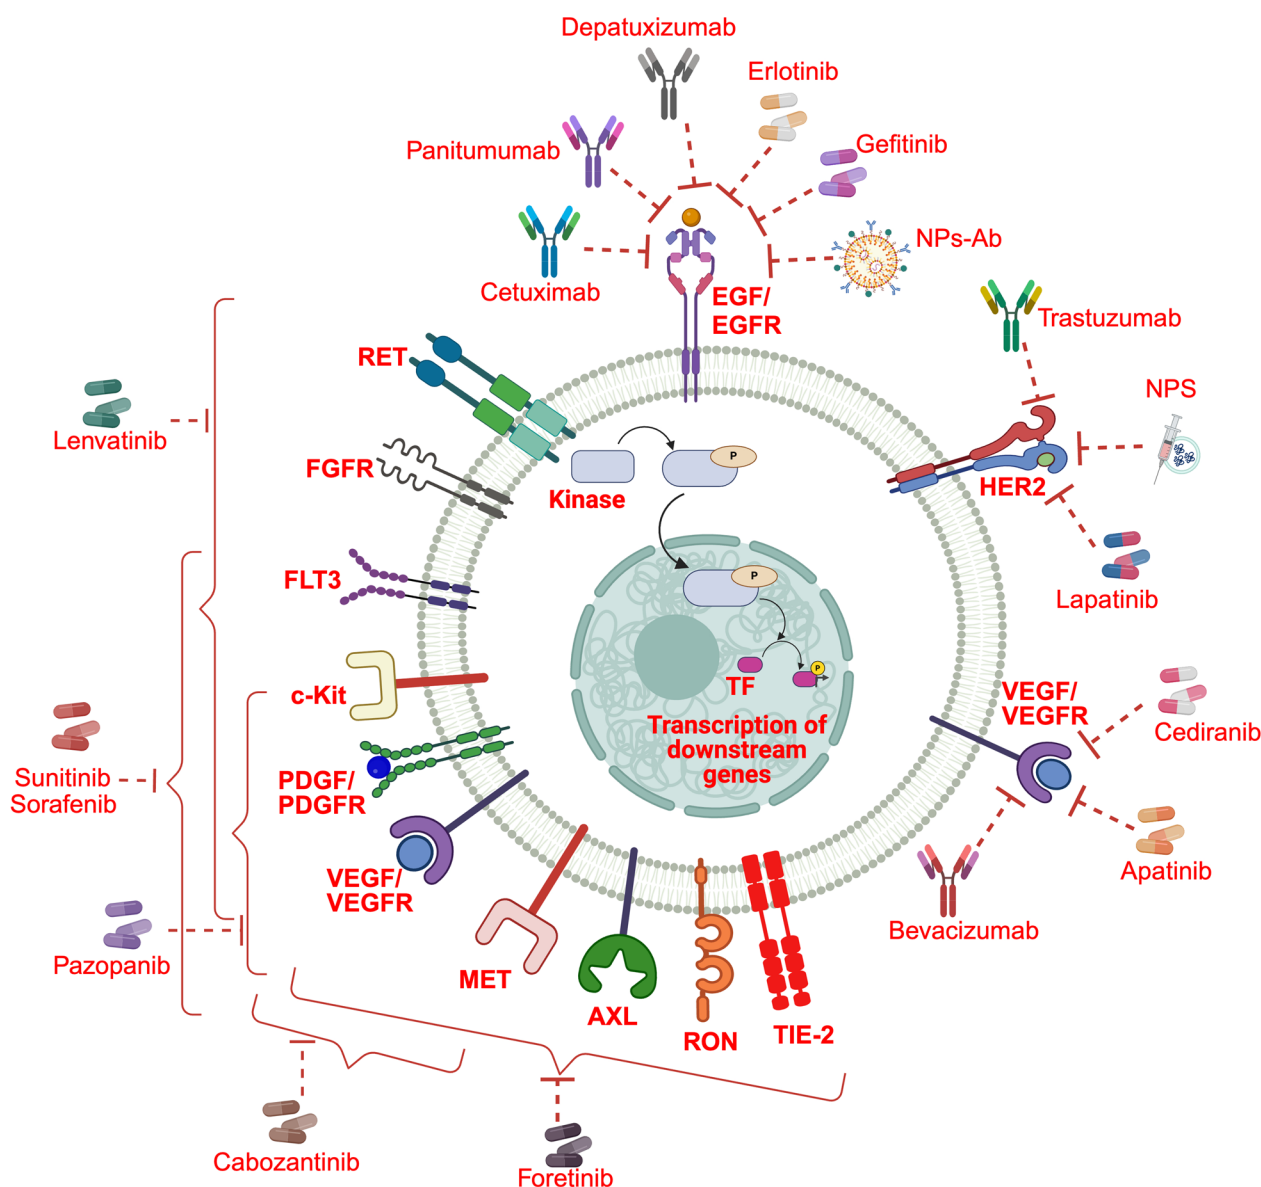 Depatuxizumab
Erlotinib
Panitumumab
Gefitinib
NPs-Ab
Cetuximab
EGF/
EGFR
Trastuzumab
RET
NPS
Lenvatinib
FGFR
P
Kinase
HER2
FLT3
P
Lapatinib
c-Kit
TF
P
VEGF/
VEGFR
Cediranib
Transcription of
downstream
genes
Sunitinib
Sorafenib
PDGF/
PDGFR
VEGF/
VEGFR
Apatinib
Bevacizumab
Pazopanib
MET
AXL
RON
TIE-2
Cabozantinib
Foretinib